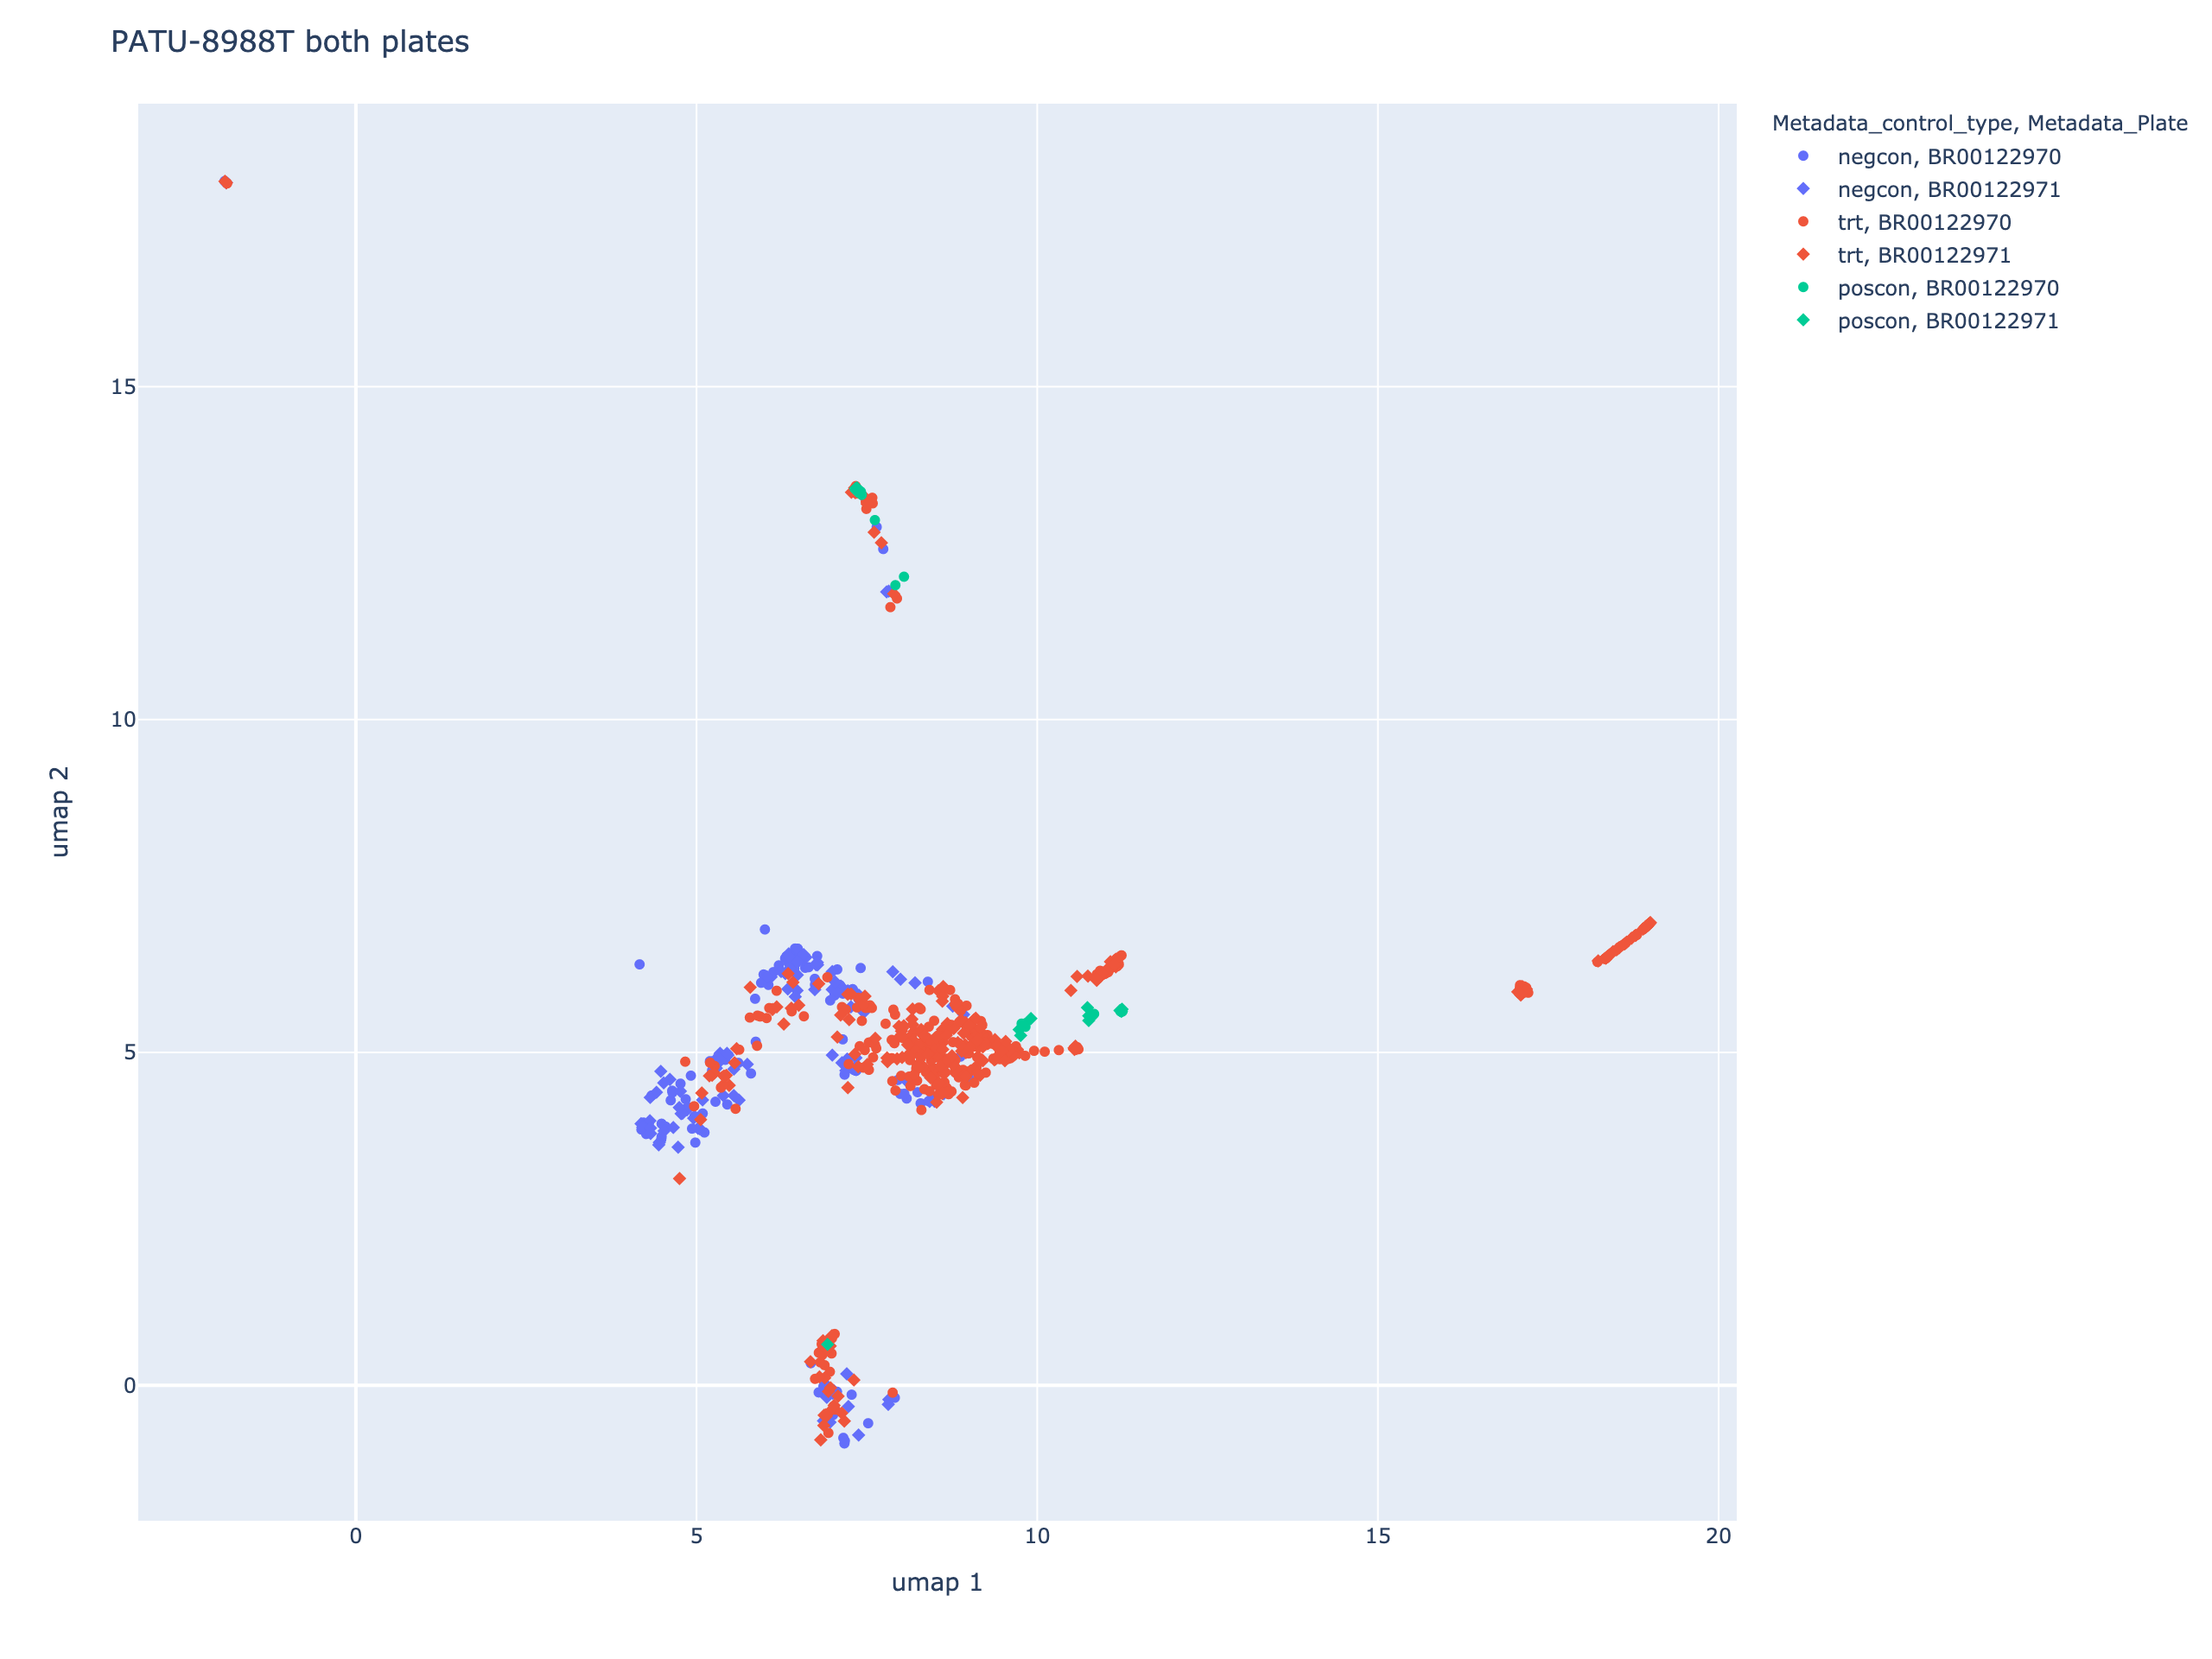 PATU-8988T both plates
Metadata_control_type, Metadata_Plate
negcon, BR00122970
negcon, BR00122971
trt, BR00122970
trt, BR00122971
poscon, BR00122970
poscon, BR00122971
15
10
5
0
umap 2
0 5 10 15 20
umap 1